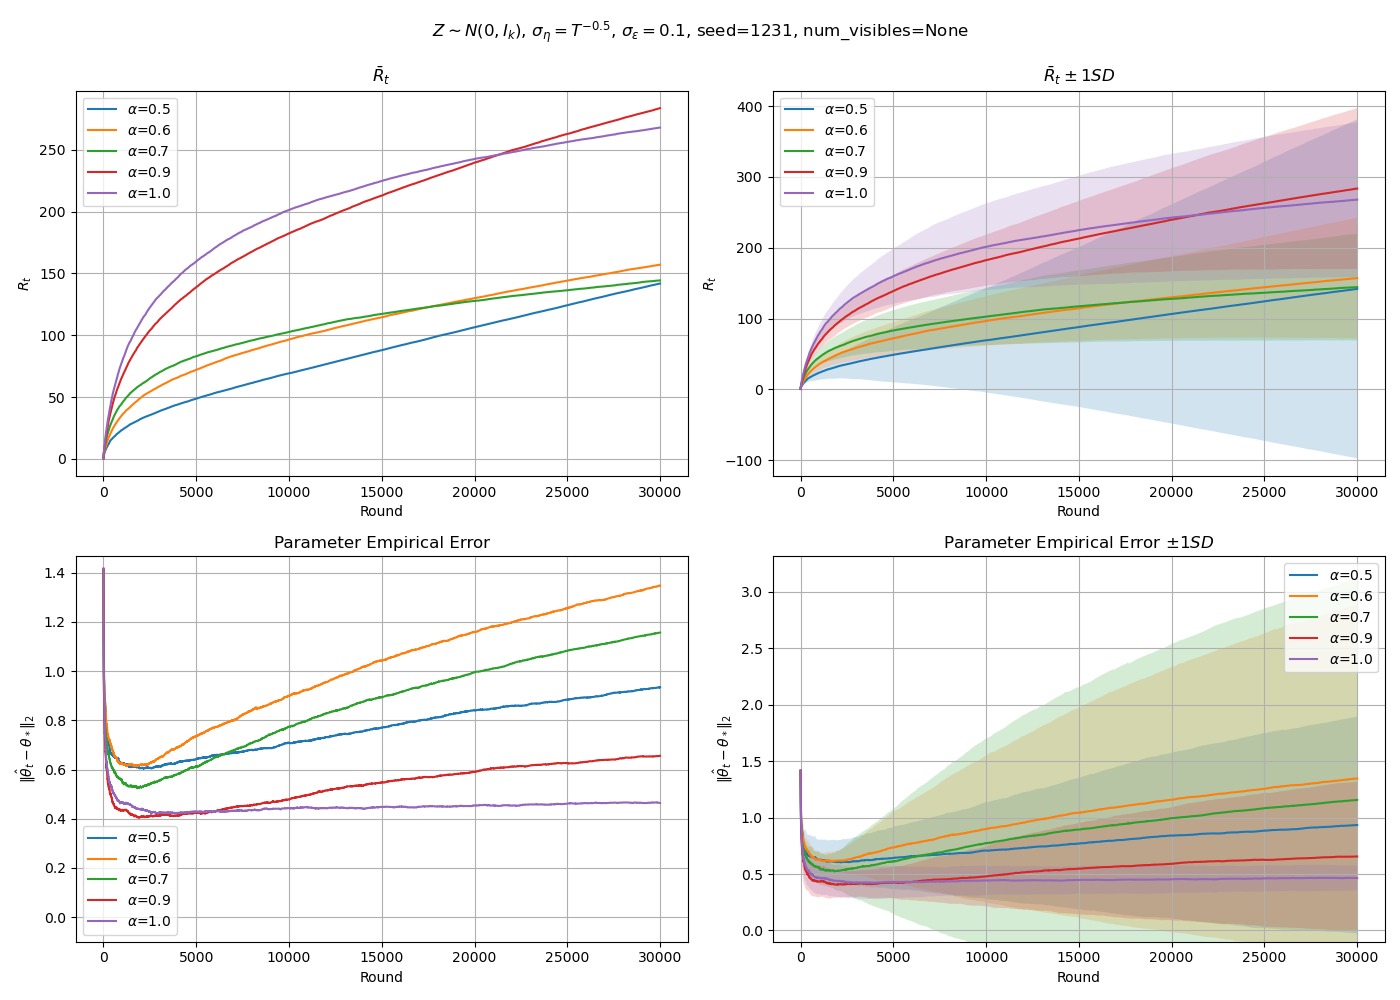 Z ∼ N(0, I_k), σ_η = T^{−0.5}, σ_ε = 0.1, seed=1231, num_visibles=None
R̄_t
R_t
250
200
150
100
50
0
α=0.5
α=0.6
α=0.7
α=0.9
α=1.0
0 5000 10000 15000 20000 25000 30000
Round
R̄_t ± 1SD
R_t
400
300
200
100
0
−100
α=0.5
α=0.6
α=0.7
α=0.9
α=1.0
0 5000 10000 15000 20000 25000 30000
Round
Parameter Empirical Error
‖θ̂_t − θ_*‖_2
1.4
1.2
1.0
0.8
0.6
0.4
0.2
0.0
α=0.5
α=0.6
α=0.7
α=0.9
α=1.0
0 5000 10000 15000 20000 25000 30000
Round
Parameter Empirical Error ±1SD
‖θ̂_t − θ_*‖_2
3.0
2.5
2.0
1.5
1.0
0.5
0.0
α=0.5
α=0.6
α=0.7
α=0.9
α=1.0
0 5000 10000 15000 20000 25000 30000
Round